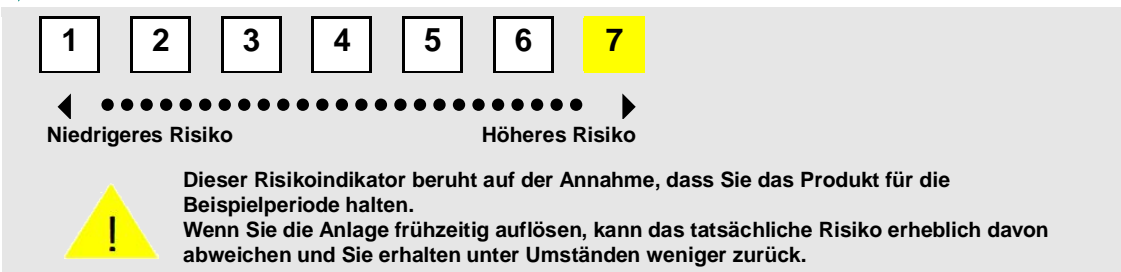 1 2 3 4 5 6 7
Niedrigeres Risiko Höheres Risiko
!
Dieser Risikoindikator beruht auf der Annahme, dass Sie das Produkt für die
Beispielperiode halten.
Wenn Sie die Anlage frühzeitig auflösen, kann das tatsächliche Risiko erheblich davon
abweichen und Sie erhalten unter Umständen weniger zurück.